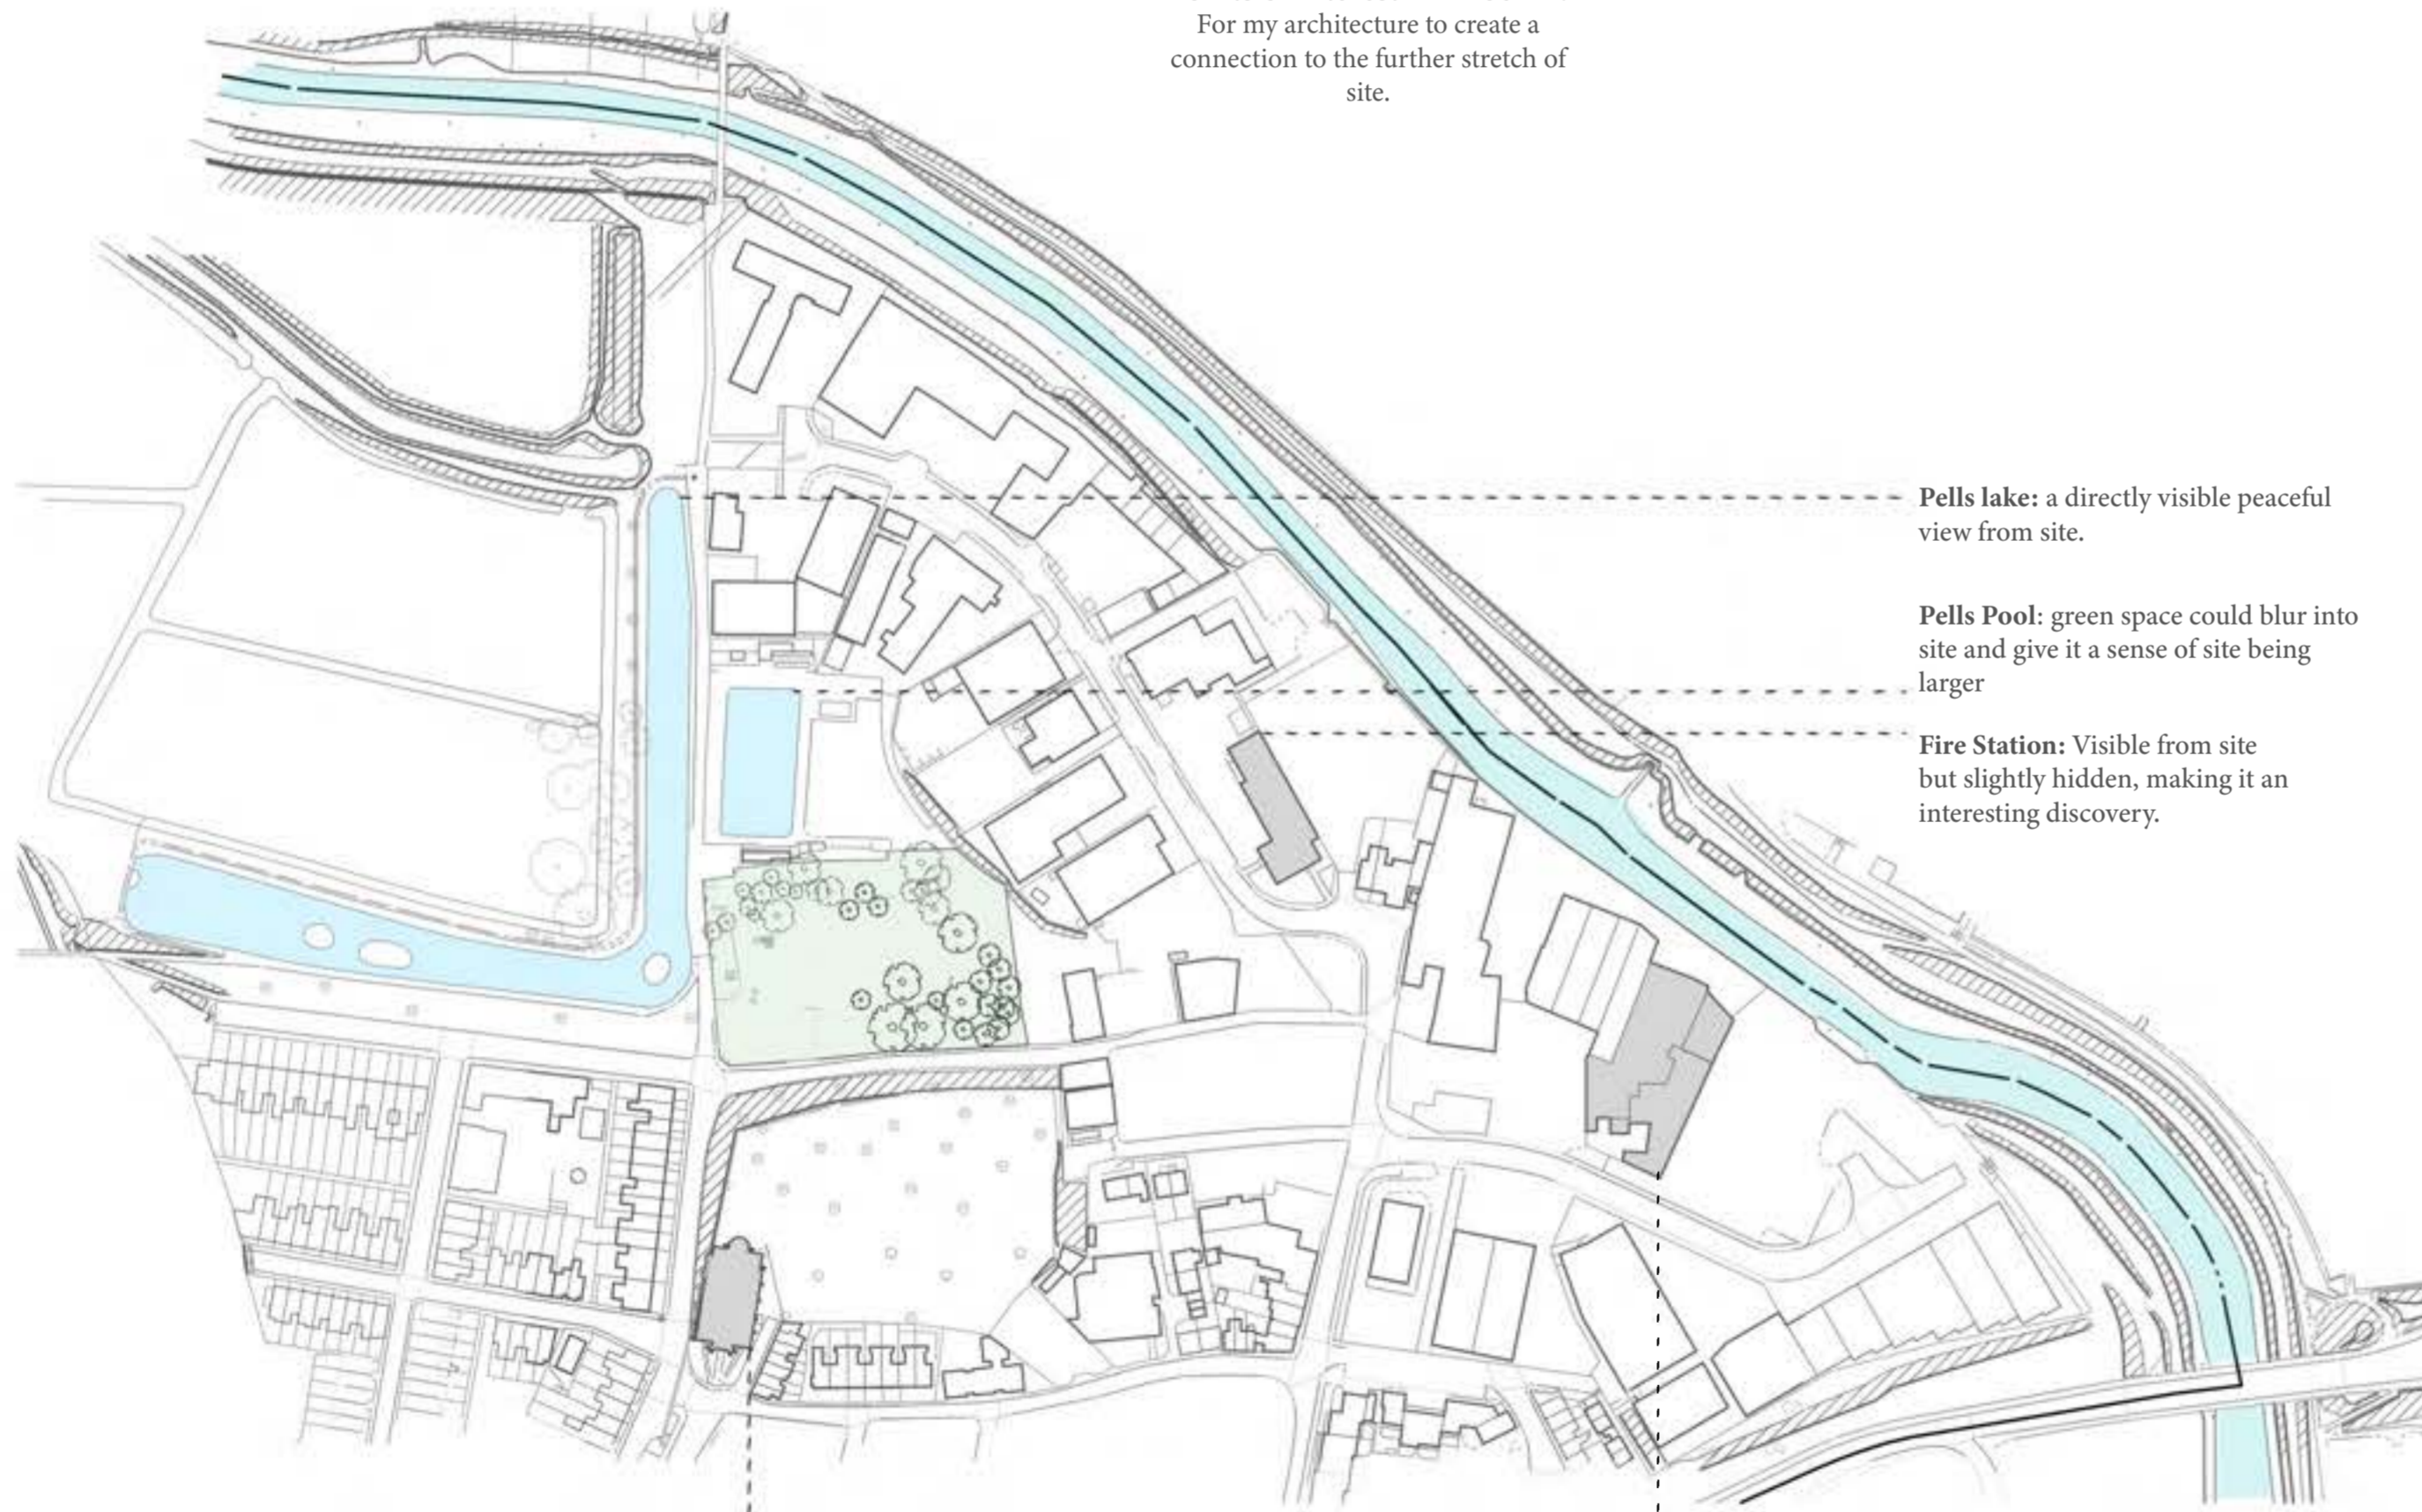 For my architecture to create a
connection to the further stretch of
site.
Pells lake: a directly visible peaceful
view from site.
Pells Pool: green space could blur into
site and give it a sense of site being
larger
Fire Station: Visible from site
but slightly hidden, making it an
interesting discovery.